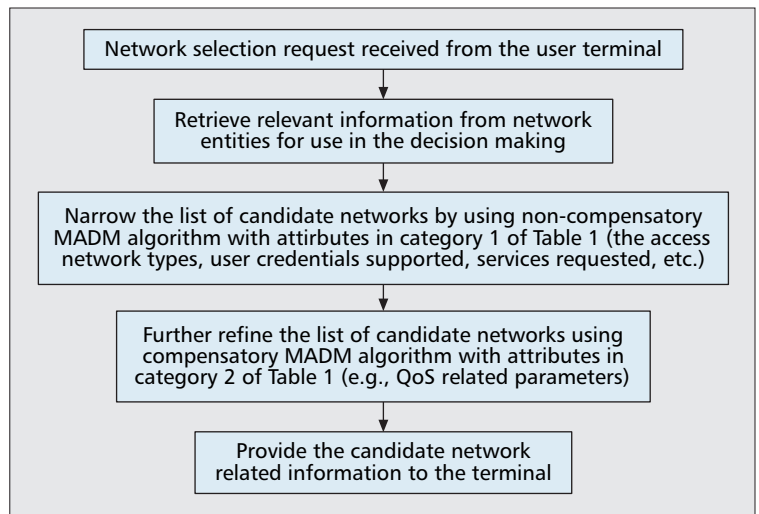 Network selection request received from the user terminal
Retrieve relevant information from network
entities for use in the decision making
Narrow the list of candidate networks by using non-compensatory
MADM algorithm with attirbutes in category 1 of Table 1 (the access
network types, user credentials supported, services requested, etc.)
Further refine the list of candidate networks using
compensatory MADM algorithm with attributes in
category 2 of Table 1 (e.g., QoS related parameters)
Provide the candidate network
related information to the terminal